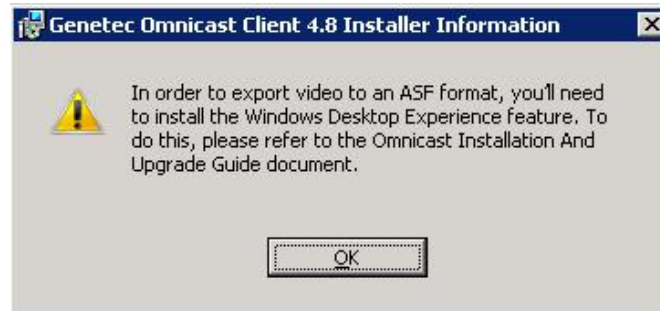 Genetec Omnicast Client 4.8 Installer Information
In order to export video to an ASF format, you'll need
to install the Windows Desktop Experience feature. To
do this, please refer to the Omnicast Installation And
Upgrade Guide document.
OK